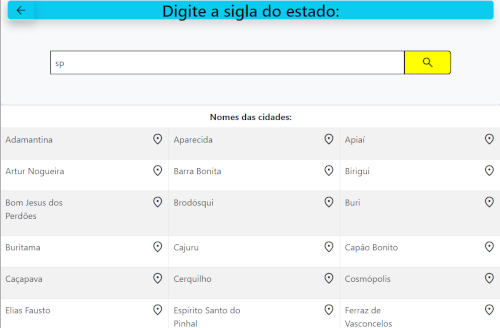 Digite a sigla do estado:
sp
Nomes das cidades:
Adamantina
Aparecida
Apiaí
Artur Nogueira
Barra Bonita
Birigui
Bom Jesus dos
Perdões
Brodósqui
Buri
Buritama
Cajuru
Capão Bonito
Caçapava
Cerquilho
Cosmópolis
Elias Fausto
Espírito Santo do
Pinhal
Ferraz de
Vasconcelos